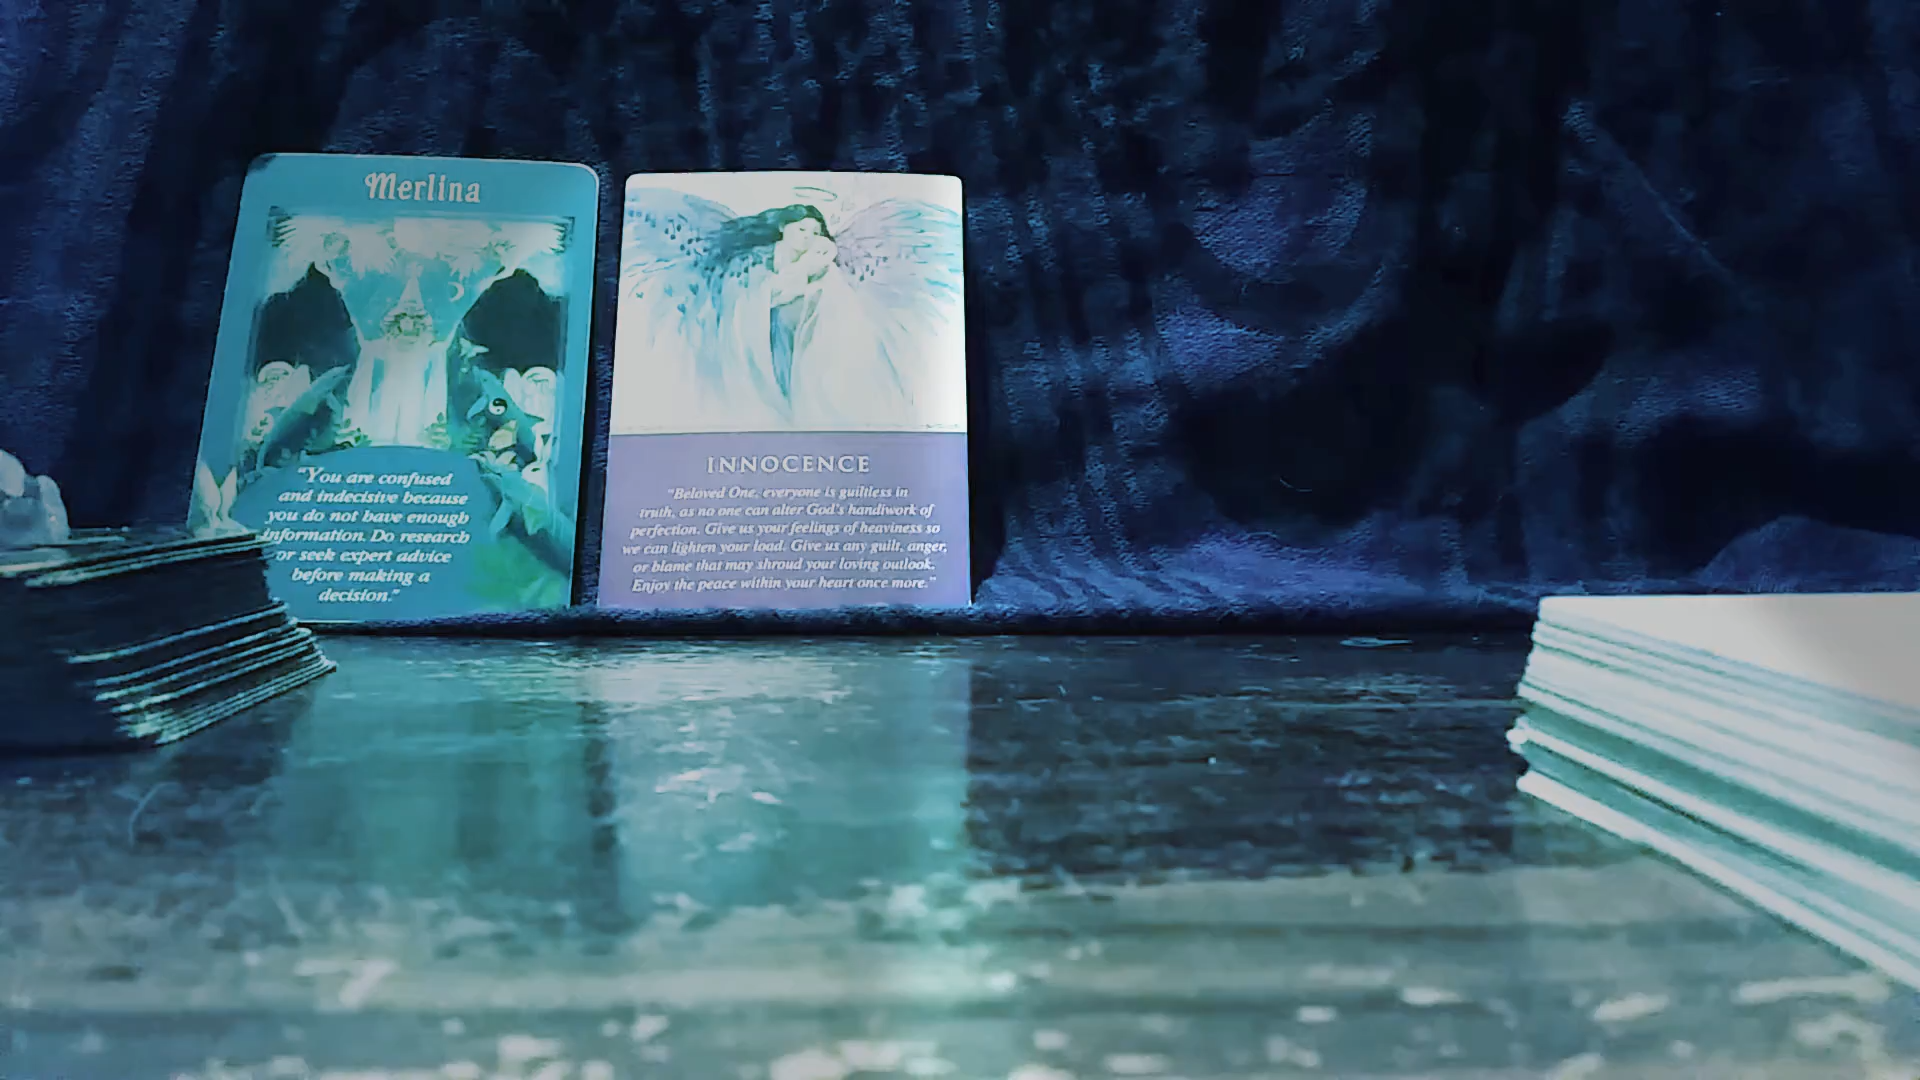 Merlina
"You are confused
and indecisive because
you do not have enough
information. Do research
or seek expert advice
before making a
decision."
INNOCENCE
"Beloved One, everyone is guiltless in
truth, as no one can alter God's handiwork of
perfection. Give us your feelings of heaviness so
we can lighten your load. Give us any guilt, anger,
or blame that may shroud your loving outlook.
Enjoy the peace within your heart once more."